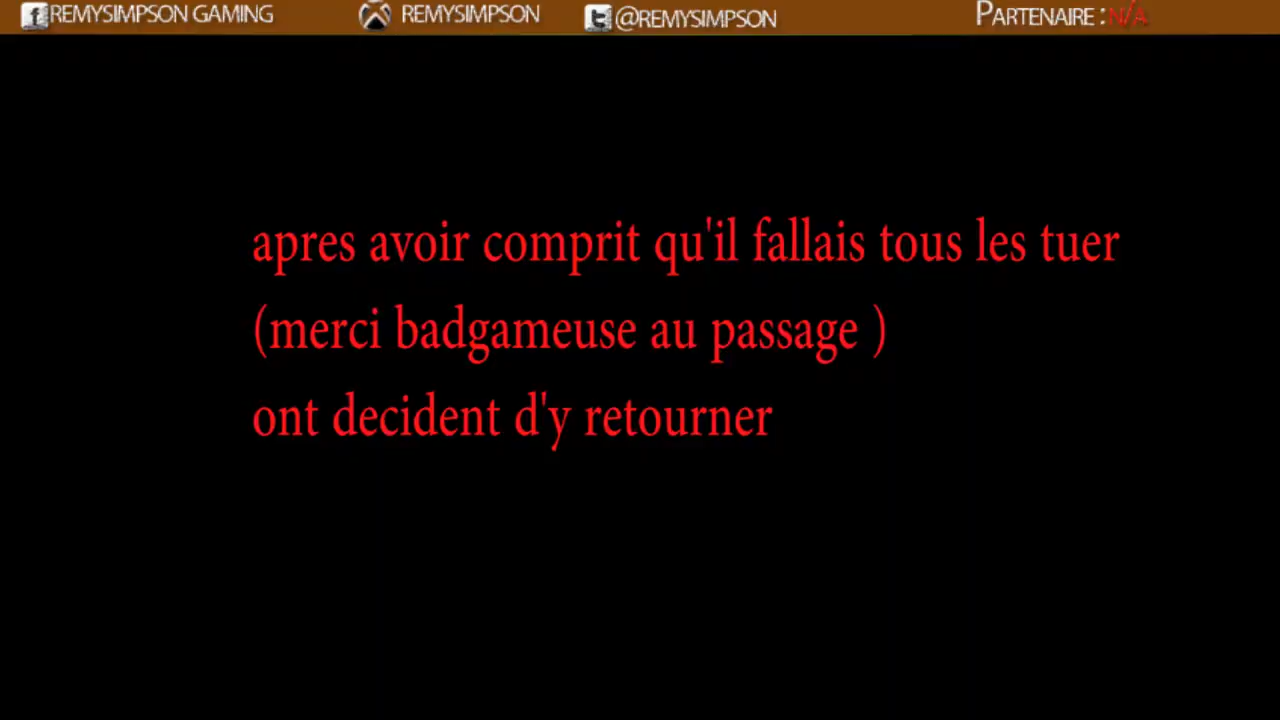 REMYSIMPSON GAMING REMYSIMPSON @REMYSIMPSON PARTENAIRE : N/A
apres avoir comprit qu'il fallais tous les tuer
(merci badgameuse au passage )
ont decident d'y retourner